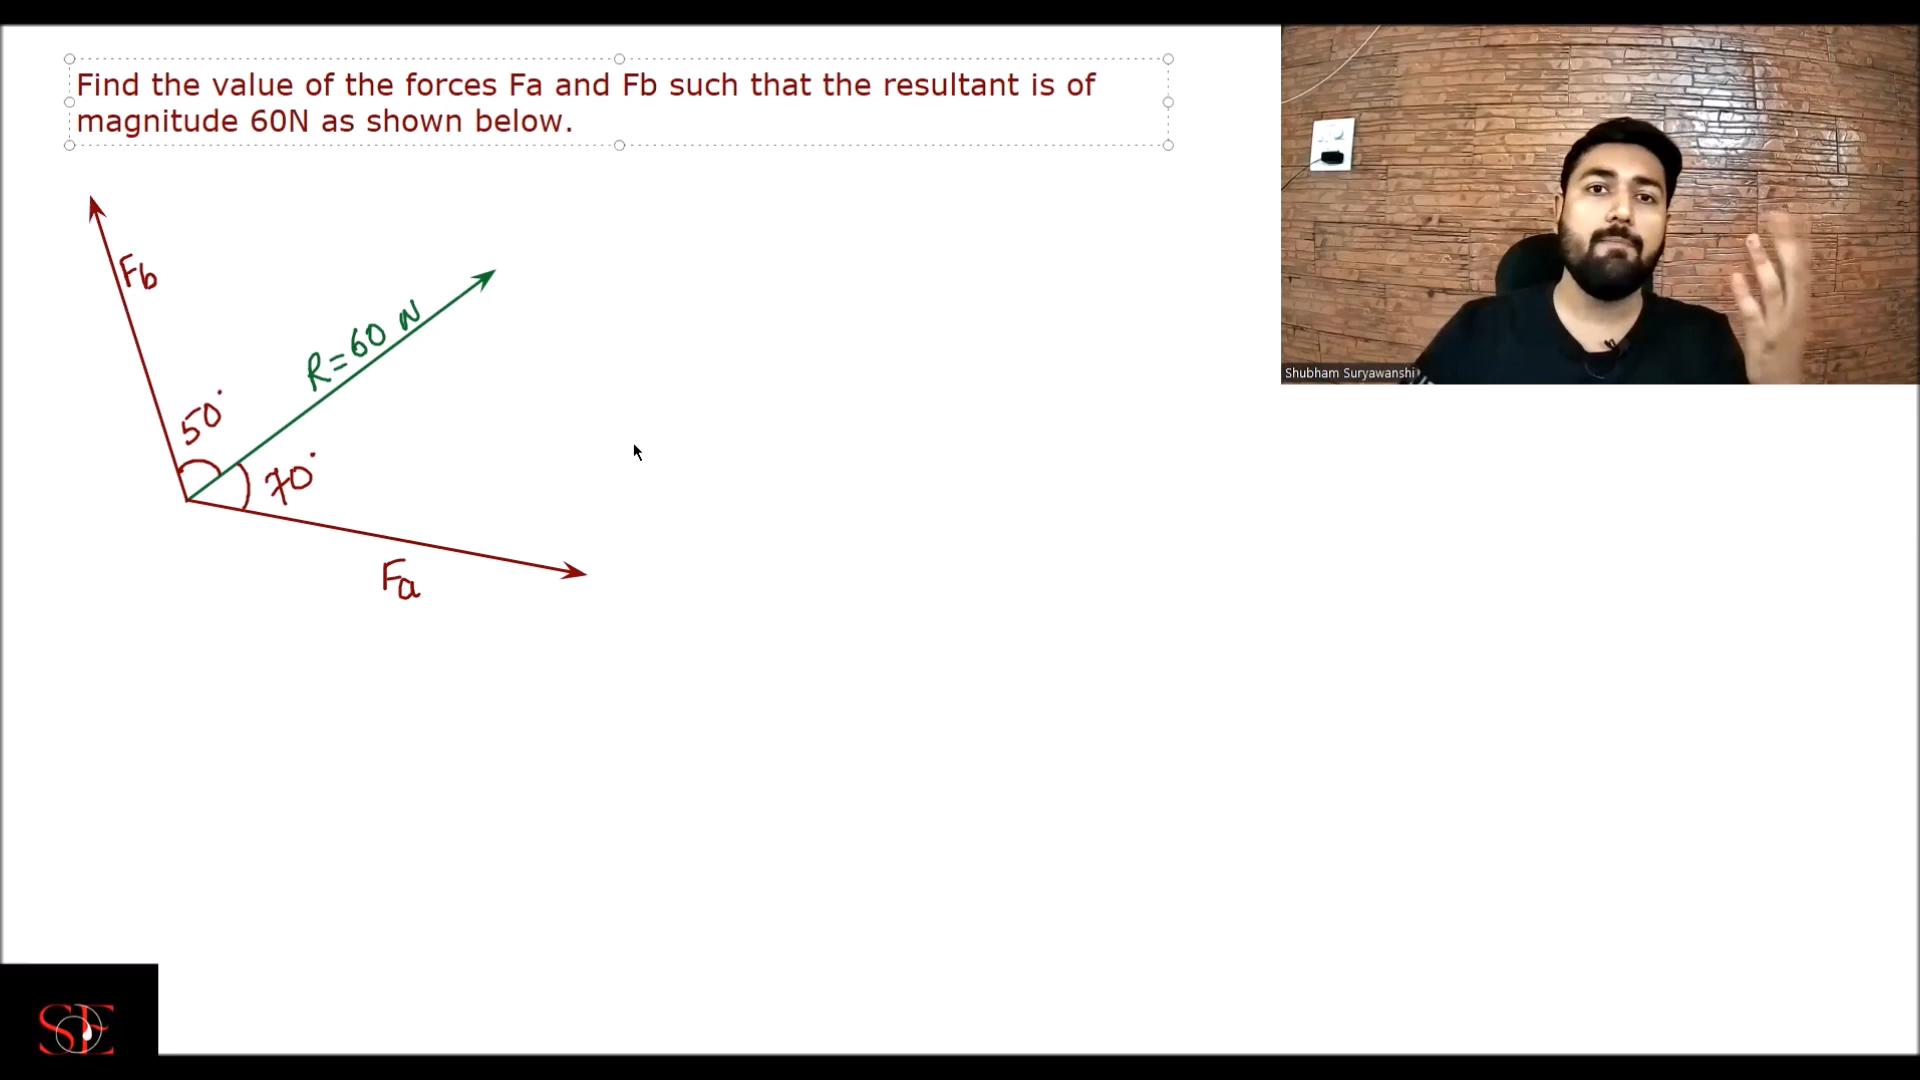 Find the value of the forces Fa and Fb such that the resultant is of
magnitude 60N as shown below.
Fb
R=60 N
50°
70°
Fa
Shubham Suryawanshi
SE